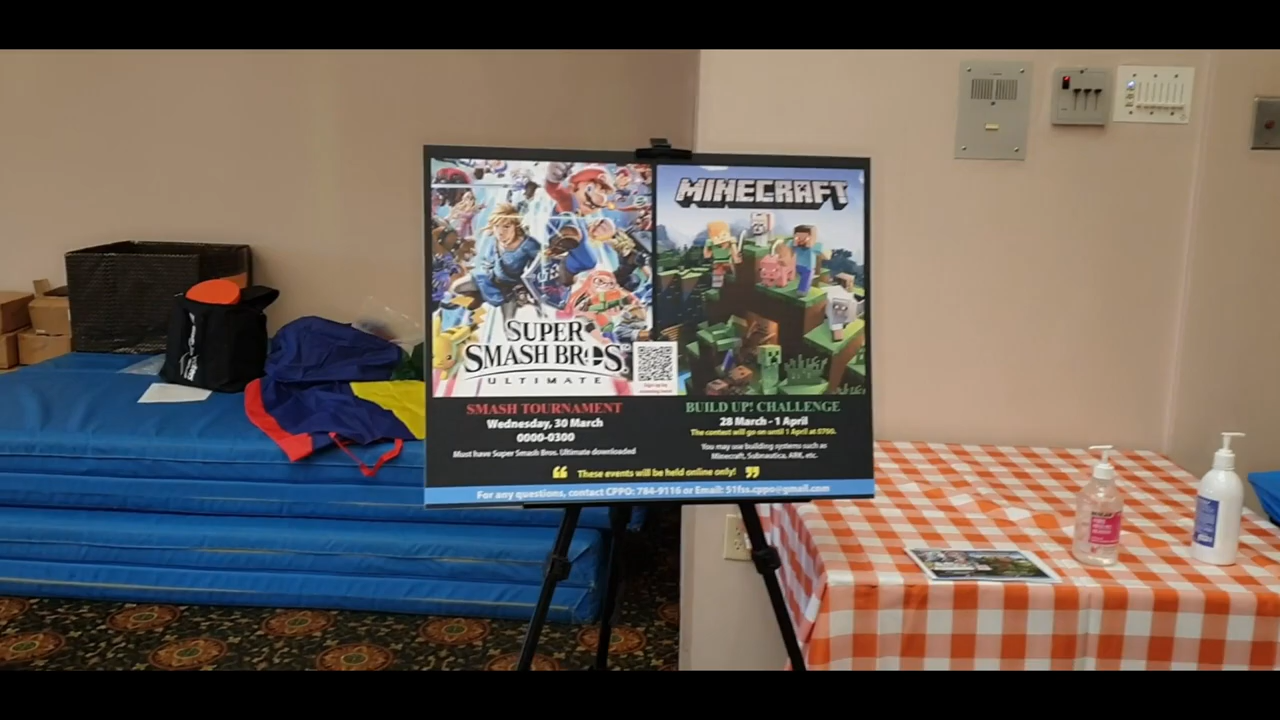 SUPER
SMASH BROS.
ULTIMATE
MINECRAFT
SMASH TOURNAMENT
Wednesday, 30 March
0000-0300
Must have Super Smash Bros. Ultimate downloaded
BUILD UP! CHALLENGE
28 March - 1 April
The contest will go on until 1 April at 0700.
You may use building systems such as
Minecraft, Subnautica, ARK, etc.
“ These events will be held online only! ”
For any questions, contact CPPO: 784-9116 or Email: 51fss.cppo@gmail.com